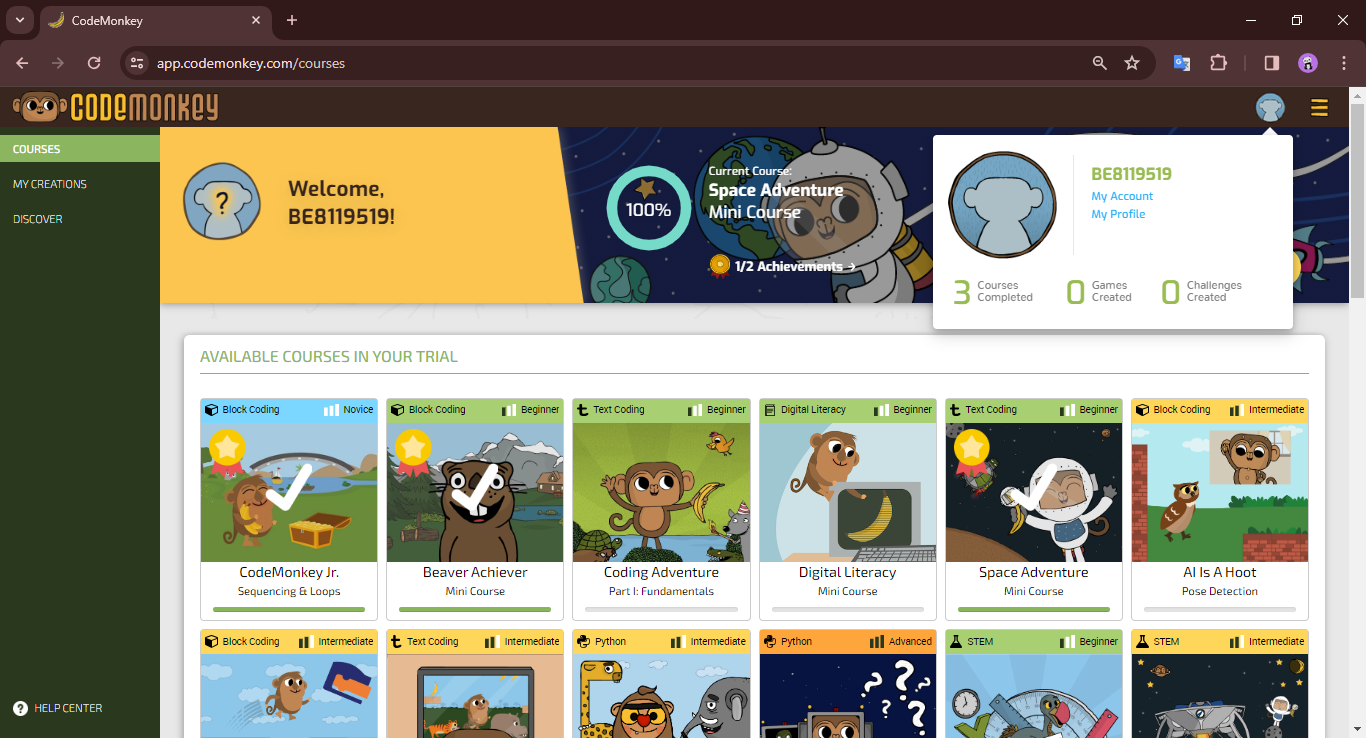 CodeMonkey
app.codemonkey.com/courses
CODEMONKEY
COURSES
MY CREATIONS
DISCOVER
HELP CENTER
?
Welcome,
BE8119519!
100%
Current Course:
Space Adventure
Mini Course
1/2 Achievements →
BE8119519
My Account
My Profile
3 Courses Completed
0 Games Created
0 Challenges Created
AVAILABLE COURSES IN YOUR TRIAL
Block Coding Novice
CodeMonkey Jr.
Sequencing & Loops
Block Coding Beginner
Beaver Achiever
Mini Course
Text Coding Beginner
Coding Adventure
Part I: Fundamentals
Digital Literacy Beginner
Digital Literacy
Mini Course
Text Coding Beginner
Space Adventure
Mini Course
Block Coding Intermediate
AI Is A Hoot
Pose Detection
Block Coding Intermediate
Text Coding Intermediate
Python Intermediate
Python Advanced
? ? ? ?
STEM Beginner
STEM Intermediate